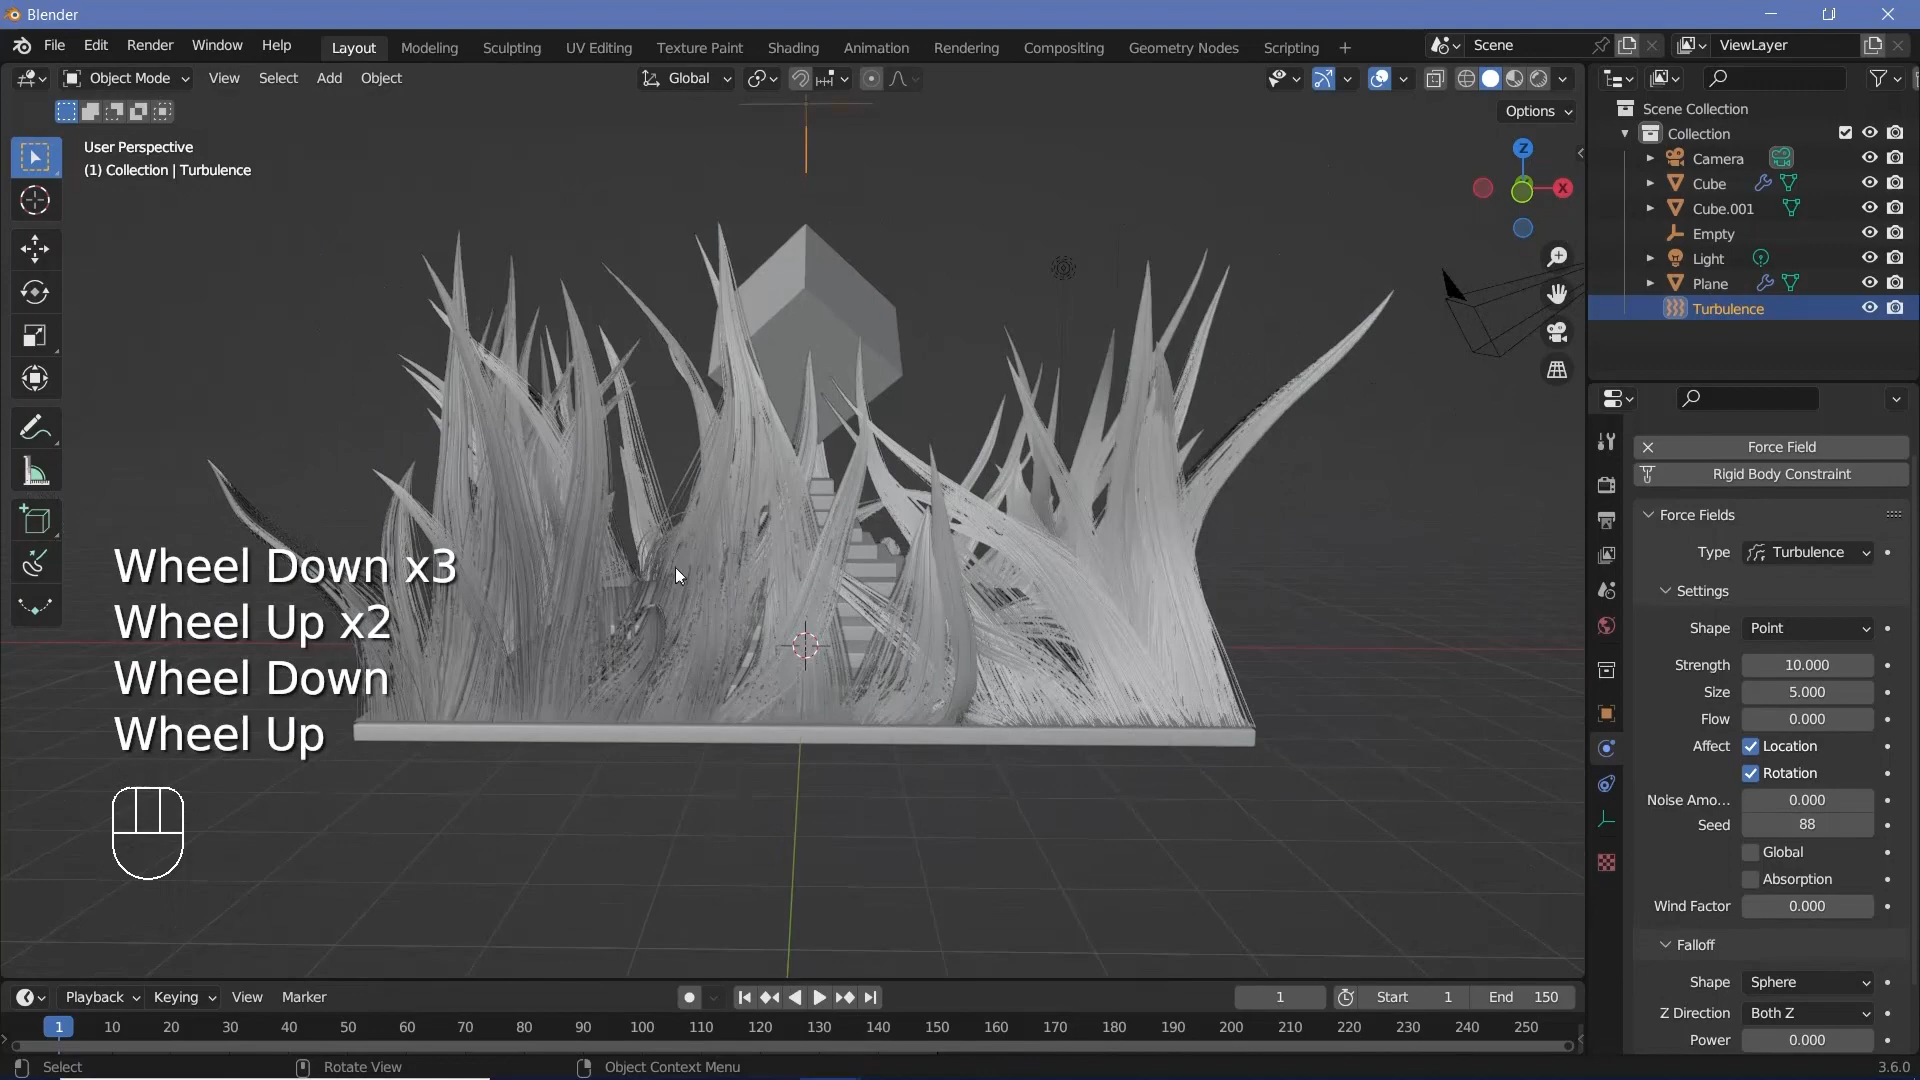 Blender
File Edit Render Window Help
Layout Modeling Sculpting UV Editing Texture Paint Shading Animation Rendering Compositing Geometry Nodes Scripting +
Scene
ViewLayer
Object Mode View Select Add Object
Global
Options
User Perspective
(1) Collection | Turbulence
Z
X
Scene Collection
Collection
Camera
Cube
Cube.001
Empty
Light
Plane
Turbulence
Force Field
Rigid Body Constraint
Force Fields
Type Turbulence
Settings
Shape Point
Strength 10.000
Size 5.000
Flow 0.000
Affect Location
Rotation
Noise Amo... 0.000
Seed 88
Global
Absorption
Wind Factor 0.000
Falloff
Shape Sphere
Z Direction Both Z
Power 0.000
Wheel Down x3
Wheel Up x2
Wheel Down
Wheel Up
Playback Keying View Marker
1 Start 1 End 150
1 10 20 30 40 50 60 70 80 90 100 110 120 130 140 150 160 170 180 190 200 210 220 230 240 250
Select Rotate View Object Context Menu 3.6.0